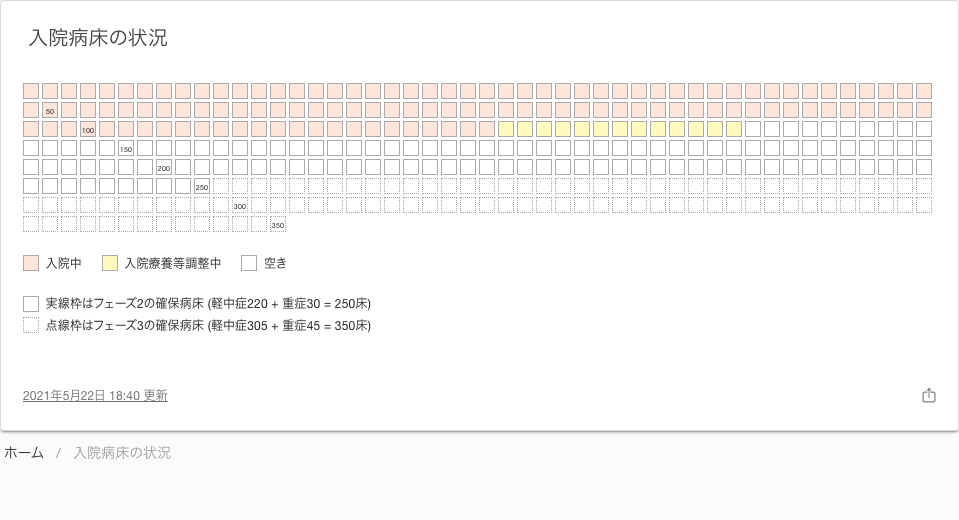 入院病床の状況
50
100
150
200
250
300
350
入院中 入院療養等調整中 空き
実線枠はフェーズ2の確保病床 (軽中症220 + 重症30 = 250床)
点線枠はフェーズ3の確保病床 (軽中症305 + 重症45 = 350床)
2021年5月22日 18:40 更新
ホーム / 入院病床の状況